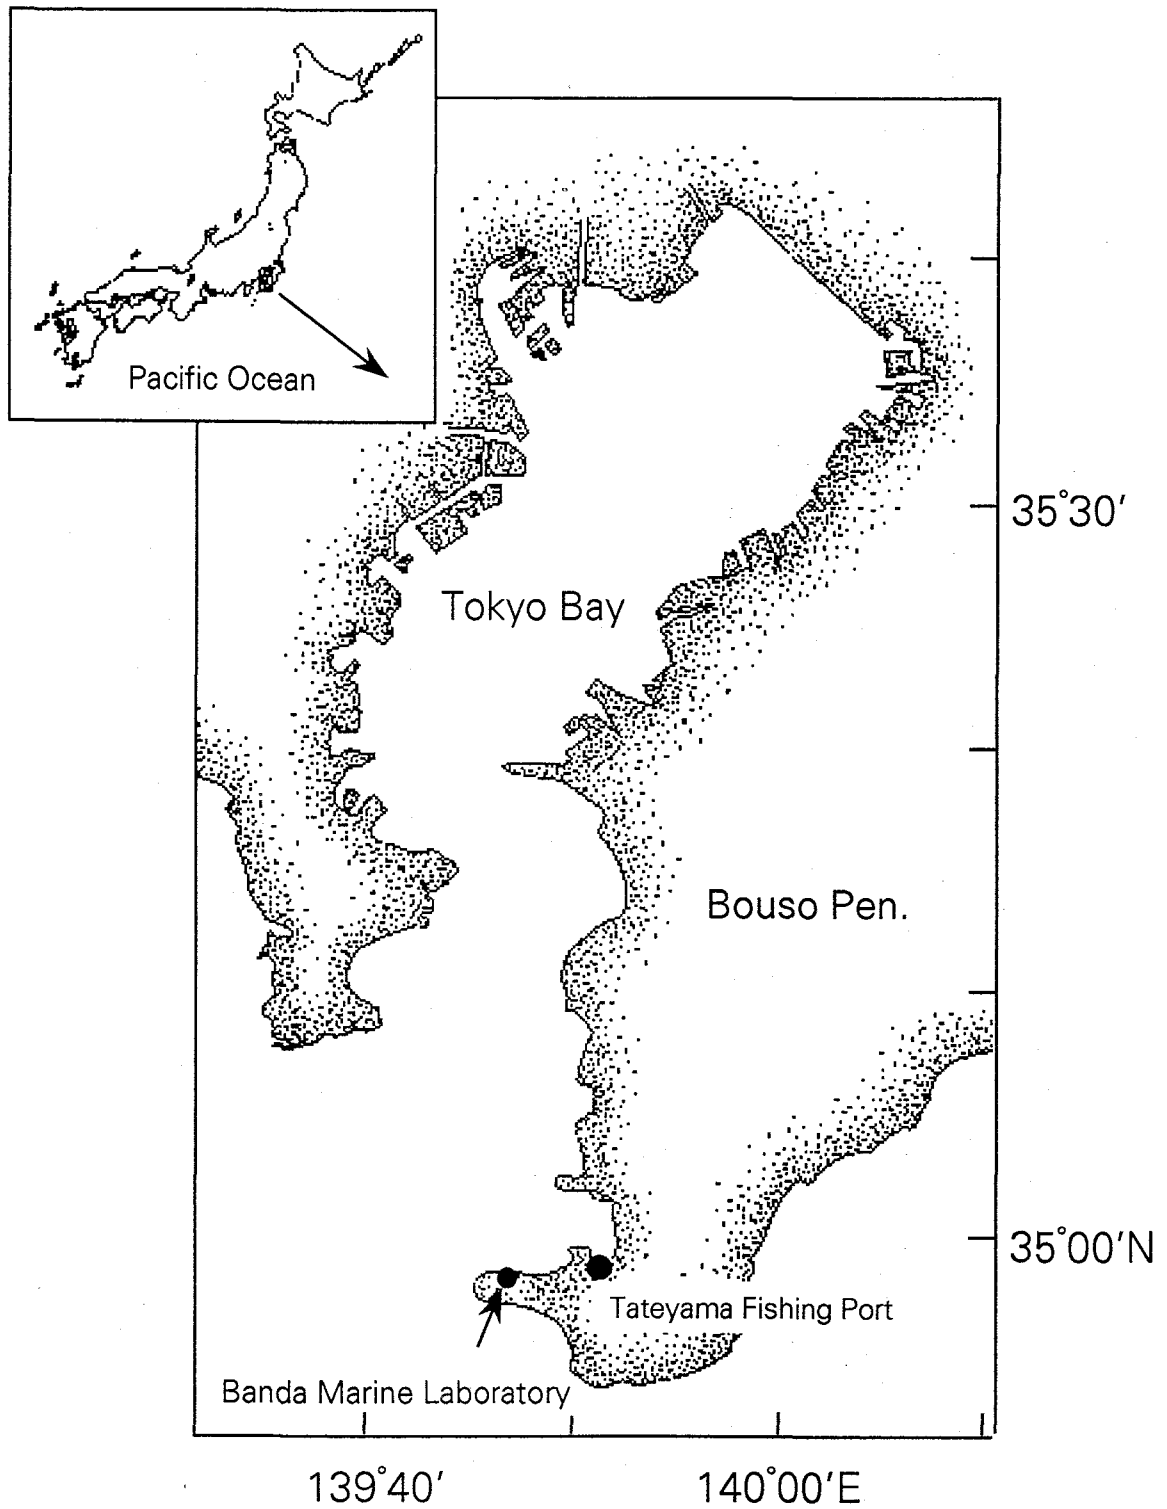 Pacific Ocean
35°30'
Tokyo Bay
Bouso Pen.
35°00'N
Tateyama Fishing Port
Banda Marine Laboratory
139°40'
140°00'E